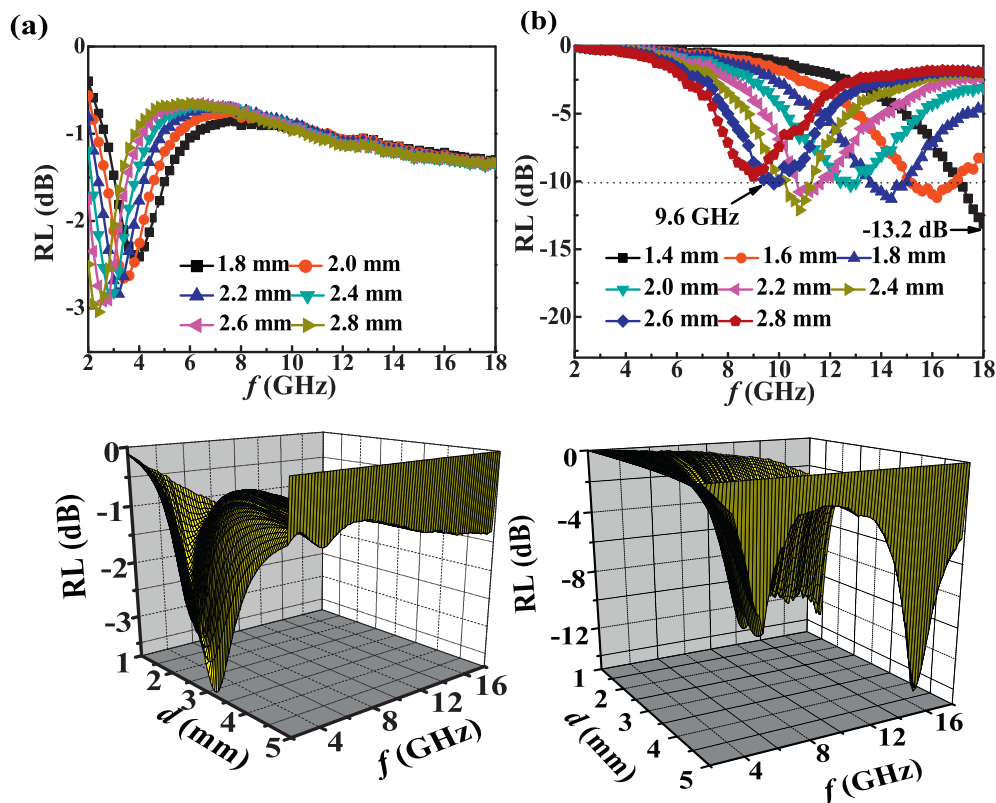 (a)
0
-1
-2
-3
RL (dB)
1.8 mm 2.0 mm
2.2 mm 2.4 mm
2.6 mm 2.8 mm
2 4 6 8 10 12 14 16 18
f (GHz)
(b)
0
-5
-10
-15
-20
RL (dB)
9.6 GHz
-13.2 dB
1.4 mm 1.6 mm 1.8 mm
2.0 mm 2.2 mm 2.4 mm
2.6 mm 2.8 mm
2 4 6 8 10 12 14 16 18
f (GHz)
0
-1
-2
-3
RL (dB)
1 2 3 4 5
d (mm)
4 8 12 16
f (GHz)
0
-4
-8
-12
RL (dB)
1 2 3 4 5
d (mm)
4 8 12 16
f (GHz)